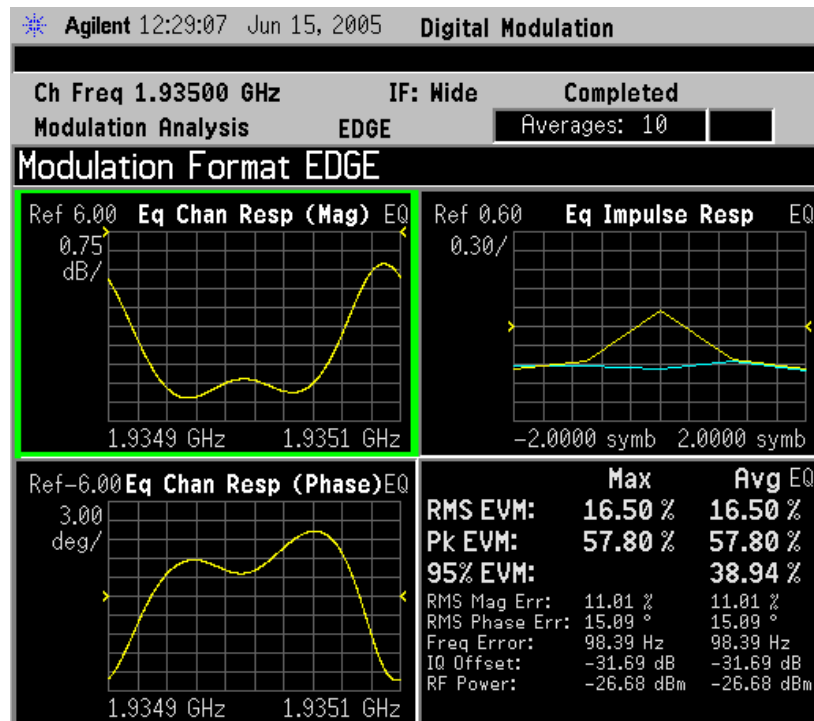 Agilent 12:29:07 Jun 15, 2005 Digital Modulation
Ch Freq 1.93500 GHz IF: Wide Completed
Modulation Analysis EDGE Averages: 10
Modulation Format EDGE
Ref 6.00 Eq Chan Resp (Mag) EQ
0.75
dB/
1.9349 GHz 1.9351 GHz
Ref 0.60 Eq Impulse Resp EQ
0.30/
-2.0000 symb 2.0000 symb
Ref-6.00 Eq Chan Resp (Phase) EQ
3.00
deg/
1.9349 GHz 1.9351 GHz
Max Avg EQ
RMS EVM: 16.50 % 16.50 %
Pk EVM: 57.80 % 57.80 %
95% EVM: 38.94 %
RMS Mag Err: 11.01 % 11.01 %
RMS Phase Err: 15.09 ° 15.09 °
Freq Error: 98.39 Hz 98.39 Hz
IQ Offset: -31.69 dB -31.69 dB
RF Power: -26.68 dBm -26.68 dBm